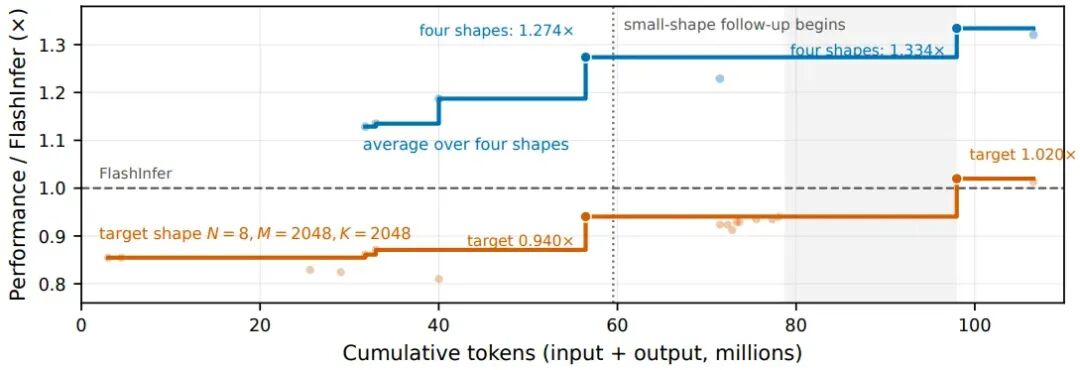 Performance / FlashInfer (×)
1.3
1.2
1.1
1.0
0.9
0.8
four shapes: 1.274×
small-shape follow-up begins
four shapes: 1.334×
average over four shapes
target 1.020×
FlashInfer
target shape N = 8, M = 2048, K = 2048
target 0.940×
0
20
40
60
80
100
Cumulative tokens (input + output, millions)